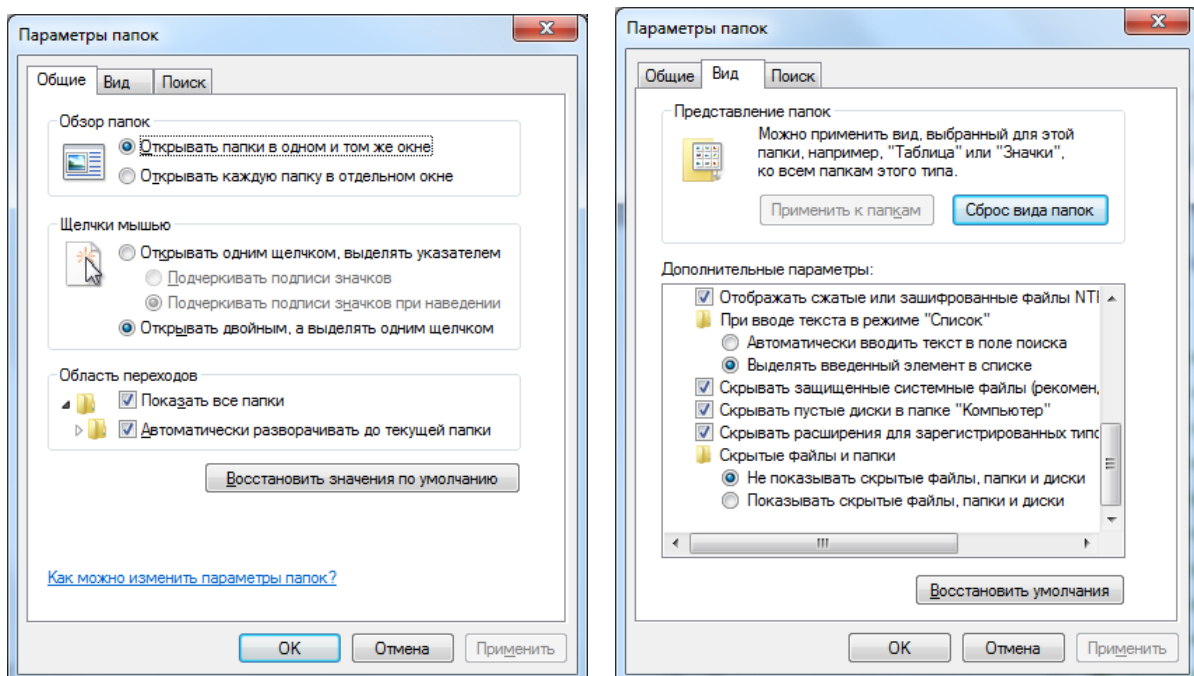 Параметры папок
Общие Вид Поиск
Обзор папок
Открывать папки в одном и том же окне
Открывать каждую папку в отдельном окне
Щелчки мышью
Открывать одним щелчком, выделять указателем
Подчеркивать подписи значков
Подчеркивать подписи значков при наведении
Открывать двойным, а выделять одним щелчком
Область переходов
Показать все папки
Автоматически разворачивать до текущей папки
Восстановить значения по умолчанию
Как можно изменить параметры папок?
OK Отмена Применить
Параметры папок
Общие Вид Поиск
Представление папок
Можно применить вид, выбранный для этой
папки, например, "Таблица" или "Значки",
ко всем папкам этого типа.
Применить к папкам Сброс вида папок
Дополнительные параметры:
Отображать сжатые или зашифрованные файлы NTI
При вводе текста в режиме "Список"
Автоматически вводить текст в поле поиска
Выделять введенный элемент в списке
Скрывать защищенные системные файлы (рекомен,
Скрывать пустые диски в папке "Компьютер"
Скрывать расширения для зарегистрированных типо
Скрытые файлы и папки
Не показывать скрытые файлы, папки и диски
Показывать скрытые файлы, папки и диски
Восстановить умолчания
OK Отмена Применить